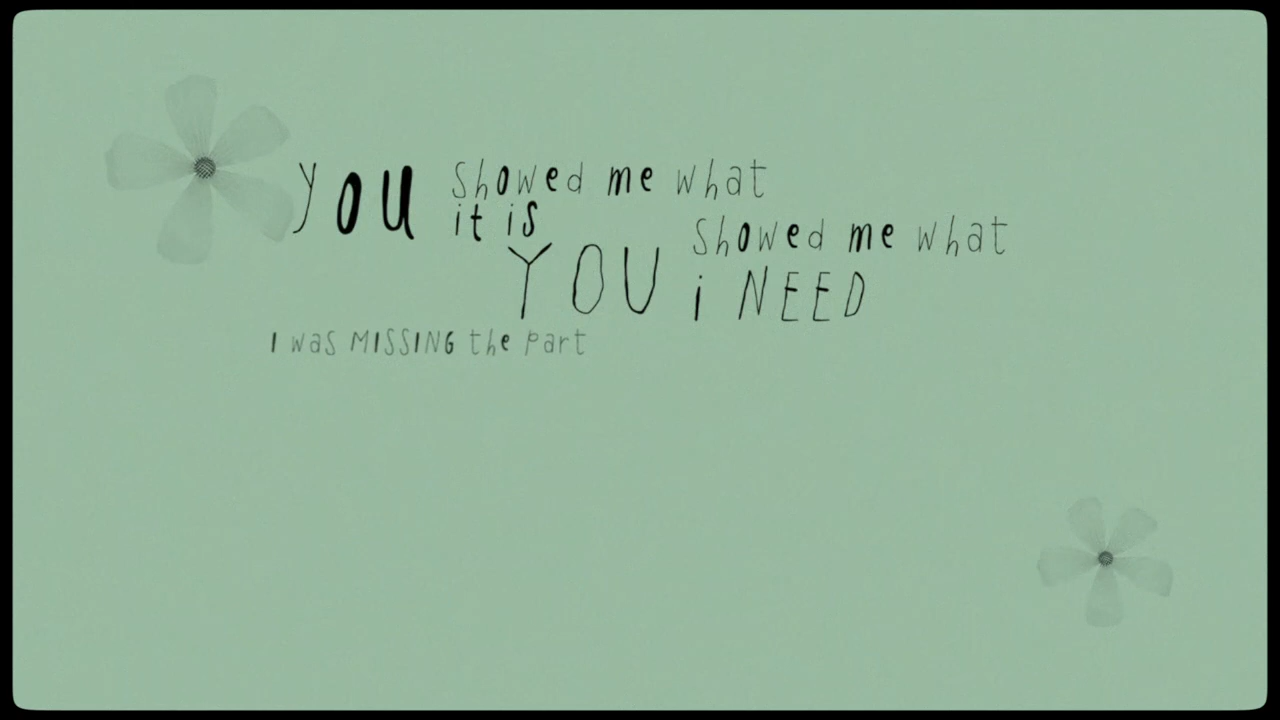 you showed me what
it is
YOU showed me what
i NEED
I was MISSING the part